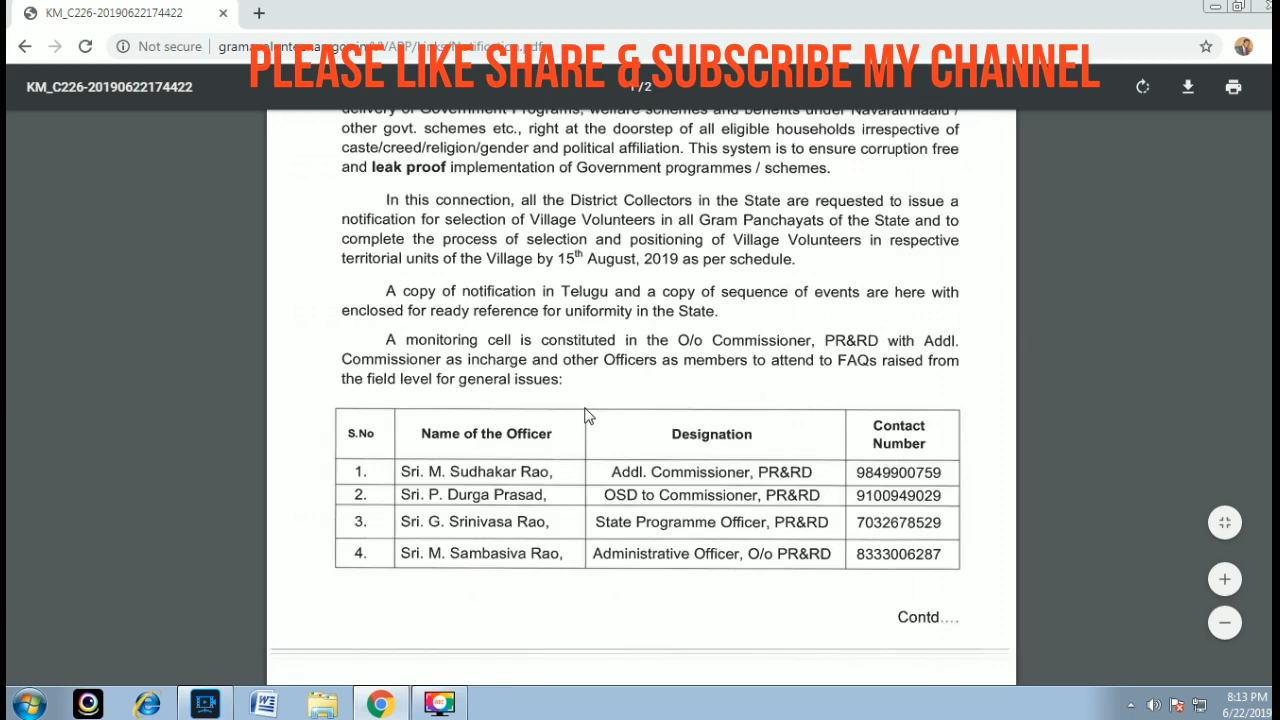 KM_C226-20190622174422
Not secure
PLEASE LIKE SHARE & SUBSCRIBE MY CHANNEL
KM_C226-20190622174422
/2
delivery of Government Programs, welfare schemes and benefits under
other govt. schemes etc., right at the doorstep of all eligible households irrespective of
caste/creed/religion/gender and political affiliation. This system is to ensure corruption free
and leak proof implementation of Government programmes / schemes.
In this connection, all the District Collectors in the State are requested to issue a
notification for selection of Village Volunteers in all Gram Panchayats of the State and to
complete the process of selection and positioning of Village Volunteers in respective
territorial units of the Village by 15th August, 2019 as per schedule.
A copy of notification in Telugu and a copy of sequence of events are here with
enclosed for ready reference for uniformity in the State.
A monitoring cell is constituted in the O/o Commissioner, PR&RD with Addl.
Commissioner as incharge and other Officers as members to attend to FAQs raised from
the field level for general issues:
S.No Name of the Officer Designation Contact Number
1. Sri. M. Sudhakar Rao, Addl. Commissioner, PR&RD 9849900759
2. Sri. P. Durga Prasad, OSD to Commissioner, PR&RD 9100949029
3. Sri. G. Srinivasa Rao, State Programme Officer, PR&RD 7032678529
4. Sri. M. Sambasiva Rao, Administrative Officer, O/o PR&RD 8333006287
Contd....
8:13 PM
6/22/2019